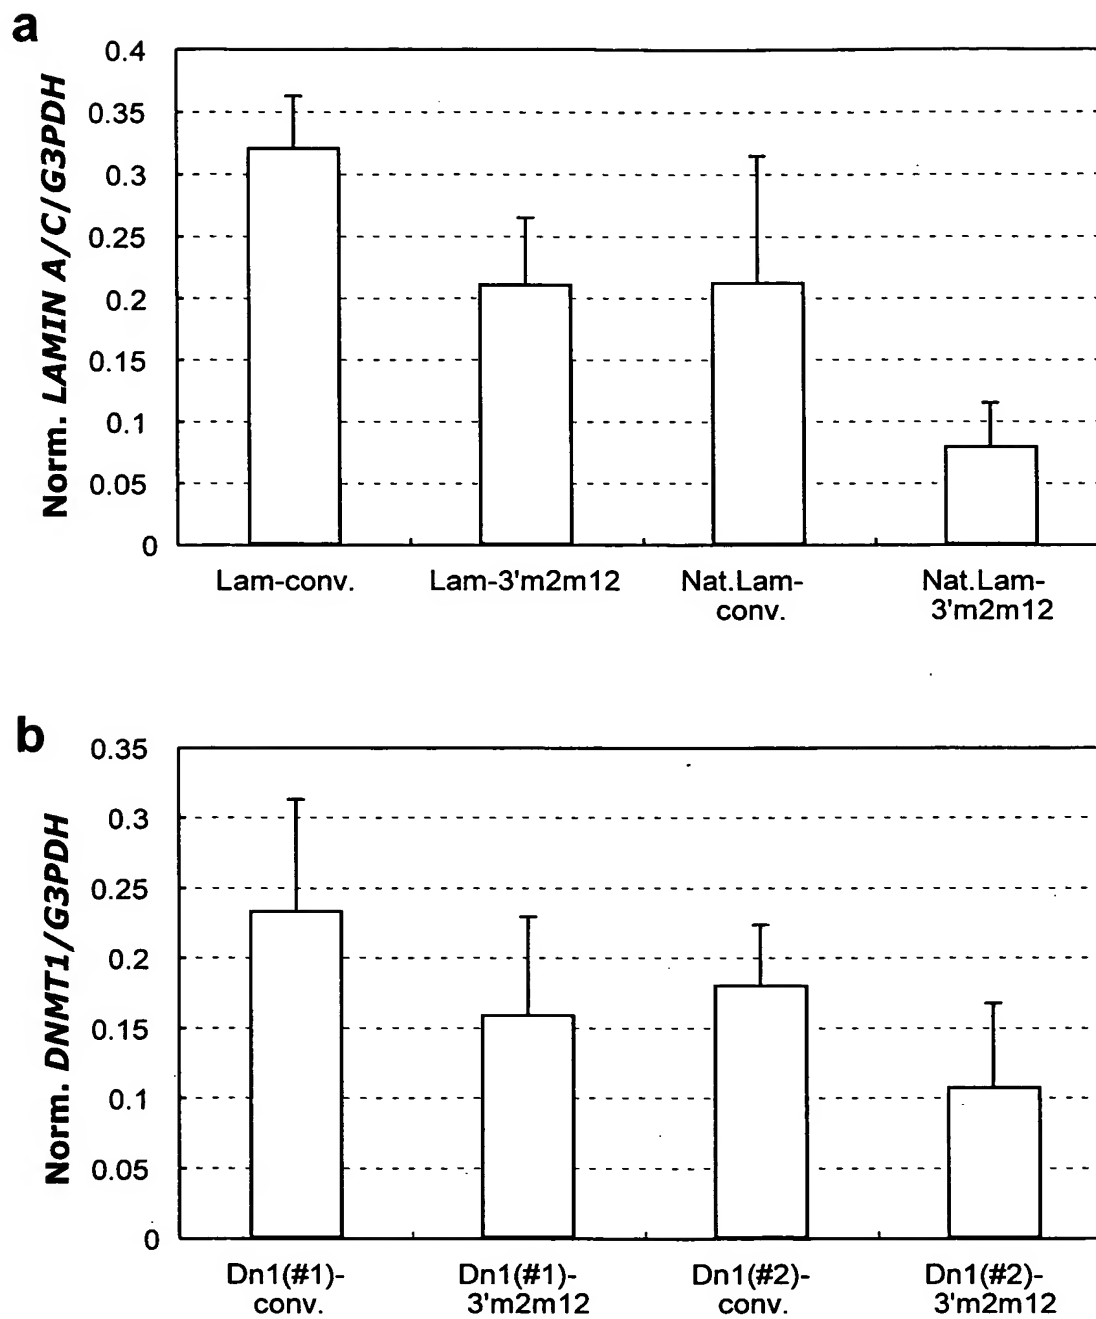 a
Norm. LAMIN A/C/G3PDH
0.4
0.35
0.3
0.25
0.2
0.15
0.1
0.05
0
Lam-conv.
Lam-3'm2m12
Nat.Lam-
conv.
Nat.Lam-
3'm2m12
b
Norm. DNMT1/G3PDH
0.35
0.3
0.25
0.2
0.15
0.1
0.05
0
Dn1(#1)-
conv.
Dn1(#1)-
3'm2m12
Dn1(#2)-
conv.
Dn1(#2)-
3'm2m12